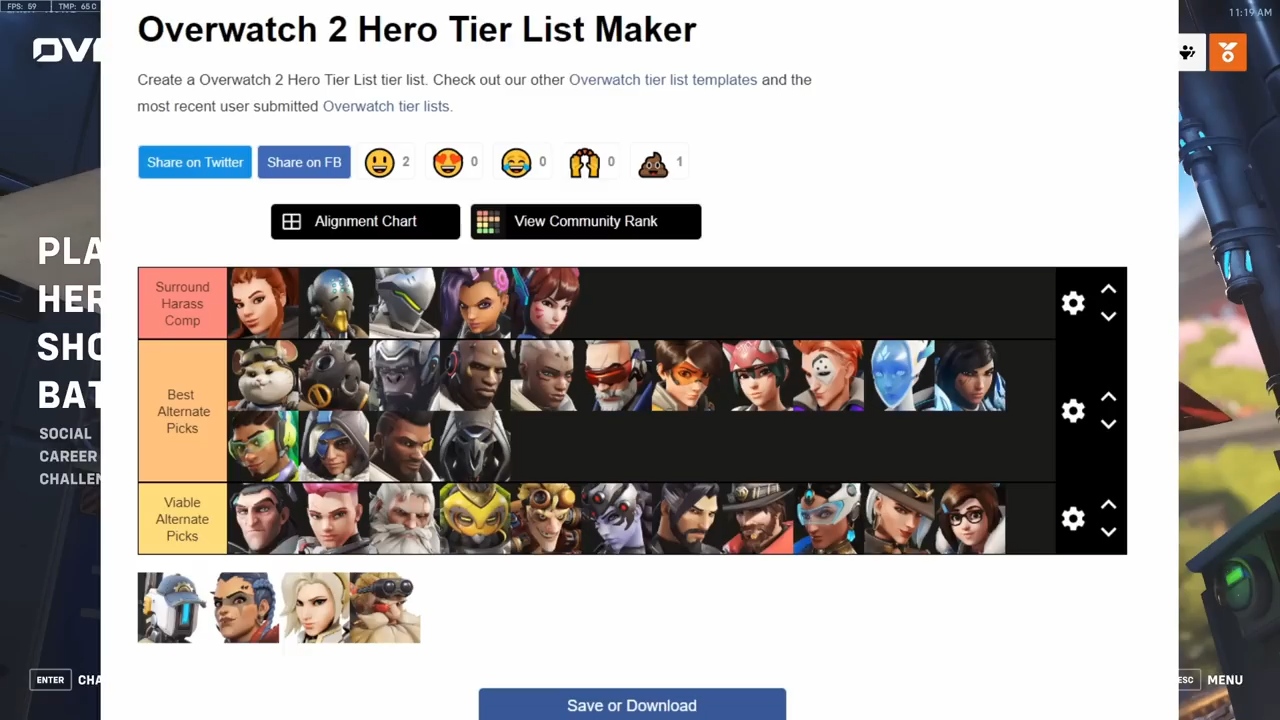 FPS: 59 TMP: 65 C
11:19 AM
Overwatch 2 Hero Tier List Maker
Create a Overwatch 2 Hero Tier List tier list. Check out our other Overwatch tier list templates and the
most recent user submitted Overwatch tier lists.
Share on Twitter
Share on FB
2
0
0
0
1
Alignment Chart
View Community Rank
Surround
Harass
Comp
Best
Alternate
Picks
Viable
Alternate
Picks
Save or Download
OV
PLA
HER
SHO
BAT
SOCIAL
CAREER
CHALLEN
ENTER CHA
ESC MENU